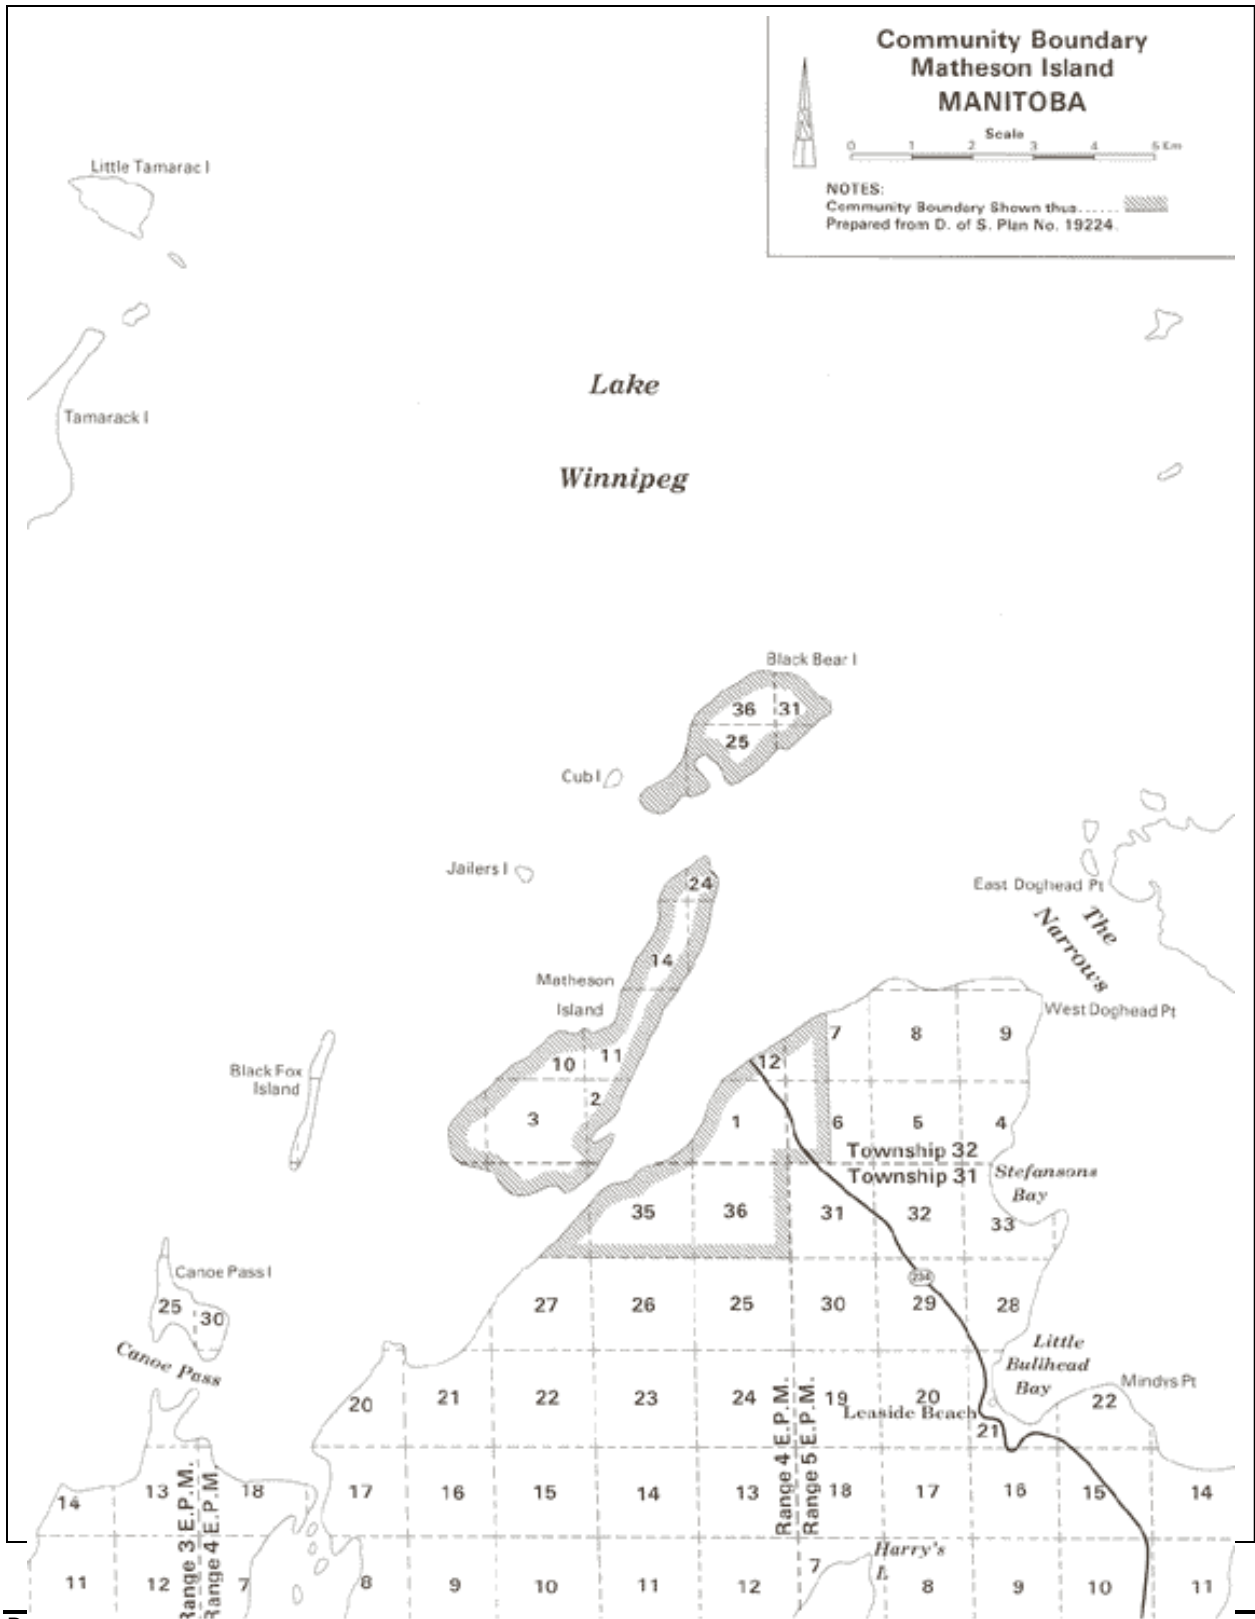 Community Boundary
Matheson Island
MANITOBA
Scale
0 1 2 3 4 5 Km
NOTES:
Community Boundary Shown thus......
Prepared from D. of S. Plan No. 19224.
Little Tamarac I
Tamarack I
Lake
Winnipeg
Black Bear I
36 31
25
Cub I
Jailers I
24
East Doghead Pt
The
Narrows
14
Matheson
Island
West Doghead Pt
7 8 9
10 11 12
Black Fox
Island
2
3 1 6 5 4
Township 32
Township 31
Stefansons
Bay
35 36 31 32 33
Canoe Pass I
25 30
234
27 26 25 30 29 28
Canoe Pass
Little
Bullhead
Bay
Mindys Pt
20 21 22 23 24 19 20 22
Leaside Beach
21
Range 4 E.P.M.
Range 5 E.P.M.
14 13 18 17 16 15 14 13 18 17 16 15 14
Range 3 E.P.M.
Range 4 E.P.M.
Harry's
L
11 12 7 8 9 10 11 12 7 8 9 10 11